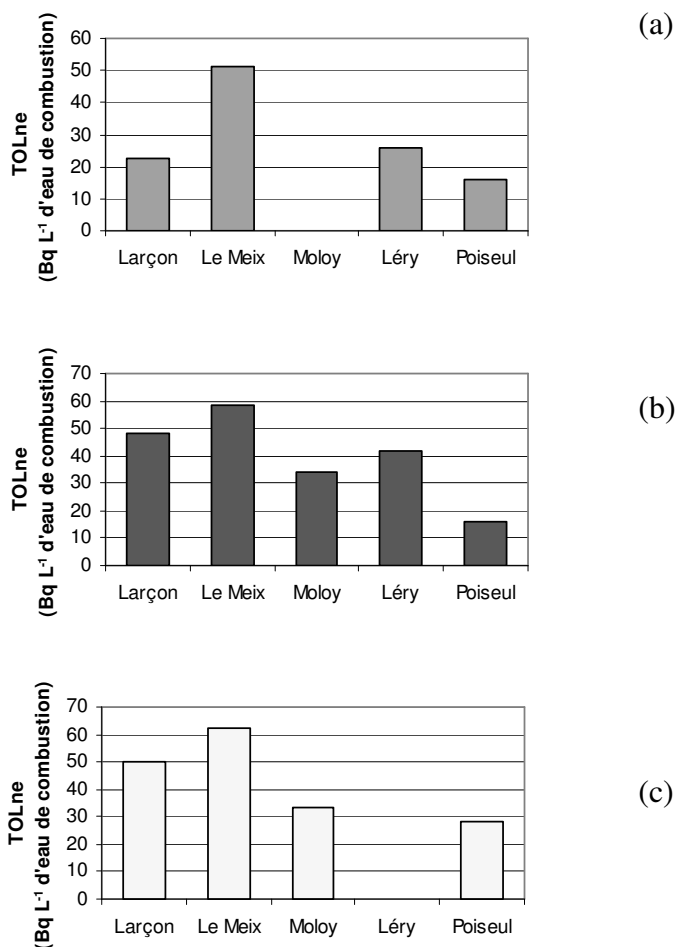 (a)
TOLne
(Bq L⁻¹ d'eau de combustion)
60
50
40
30
20
10
0
Larçon Le Meix Moloy Léry Poiseul
(b)
TOLne
(Bq L⁻¹ d'eau de combustion)
70
60
50
40
30
20
10
0
Larçon Le Meix Moloy Léry Poiseul
(c)
TOLne
(Bq L⁻¹ d'eau de combustion)
70
60
50
40
30
20
10
0
Larçon Le Meix Moloy Léry Poiseul